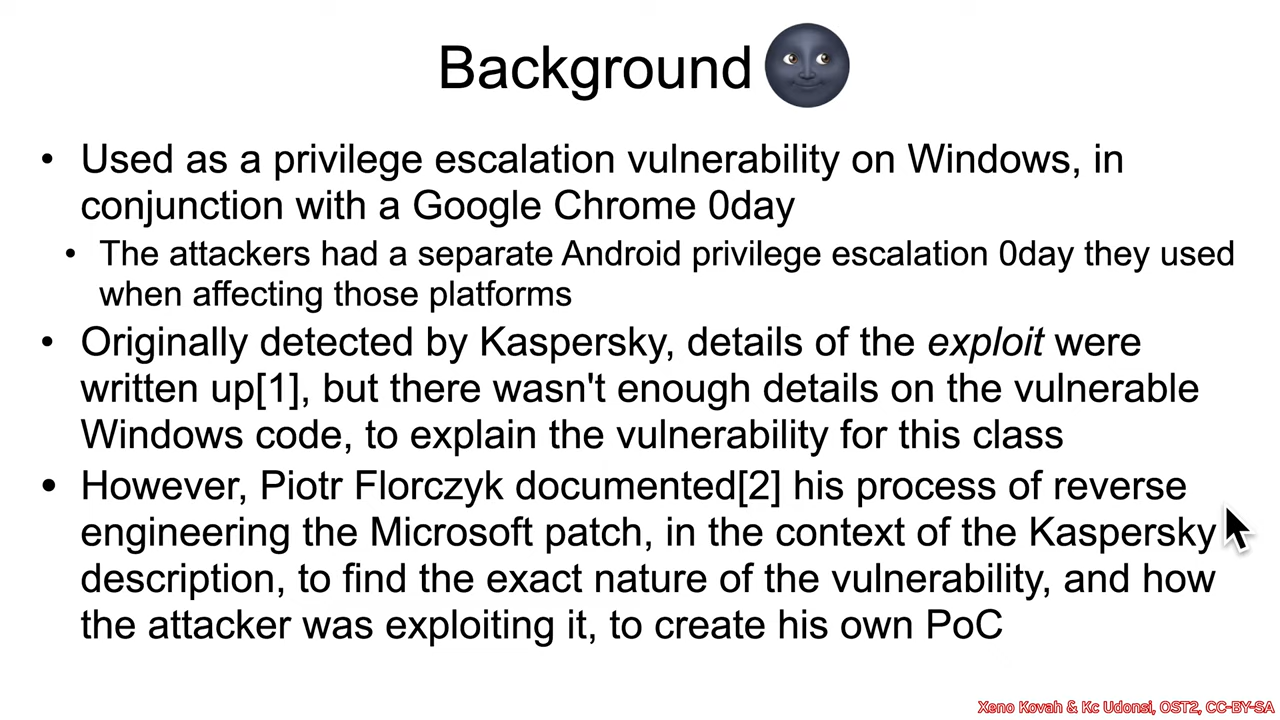 Background
• Used as a privilege escalation vulnerability on Windows, in
conjunction with a Google Chrome 0day
• The attackers had a separate Android privilege escalation 0day they used
when affecting those platforms
• Originally detected by Kaspersky, details of the exploit were
written up[1], but there wasn't enough details on the vulnerable
Windows code, to explain the vulnerability for this class
• However, Piotr Florczyk documented[2] his process of reverse
engineering the Microsoft patch, in the context of the Kaspersky
description, to find the exact nature of the vulnerability, and how
the attacker was exploiting it, to create his own PoC
Xeno Kovah & Kc Udonsi, OST2, CC-BY-SA